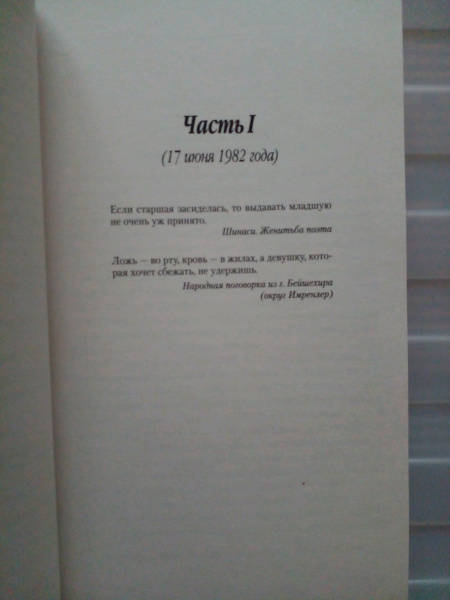 Часть I
(17 июня 1982 года)
Если старшая засиделась, то выдавать младшую
не очень уж принято.
Шинаси. Женитьба поэта
Ложь — во рту, кровь — в жилах, а девушку, кото-
рая хочет сбежать, не удержишь.
Народная поговорка из г. Бейшехира
(округ Имренлер)